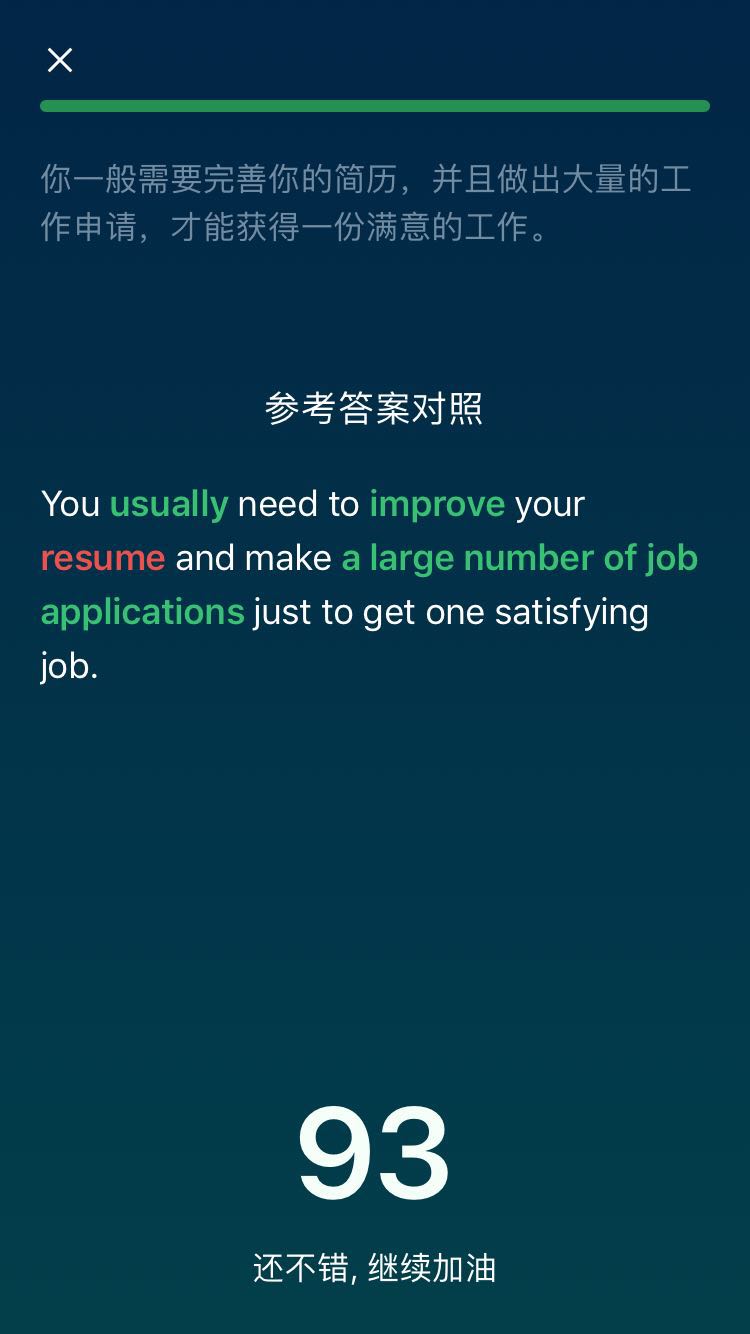 你一般需要完善你的简历，并且做出大量的工
作申请，才能获得一份满意的工作。
参考答案对照
You usually need to improve your
resume and make a large number of job
applications just to get one satisfying
job.
93
还不错, 继续加油